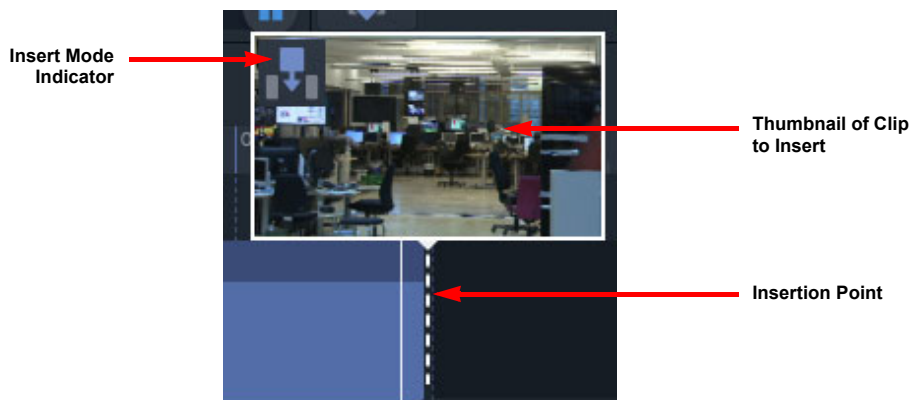 Insert Mode
Indicator
Thumbnail of Clip
to Insert
Insertion Point